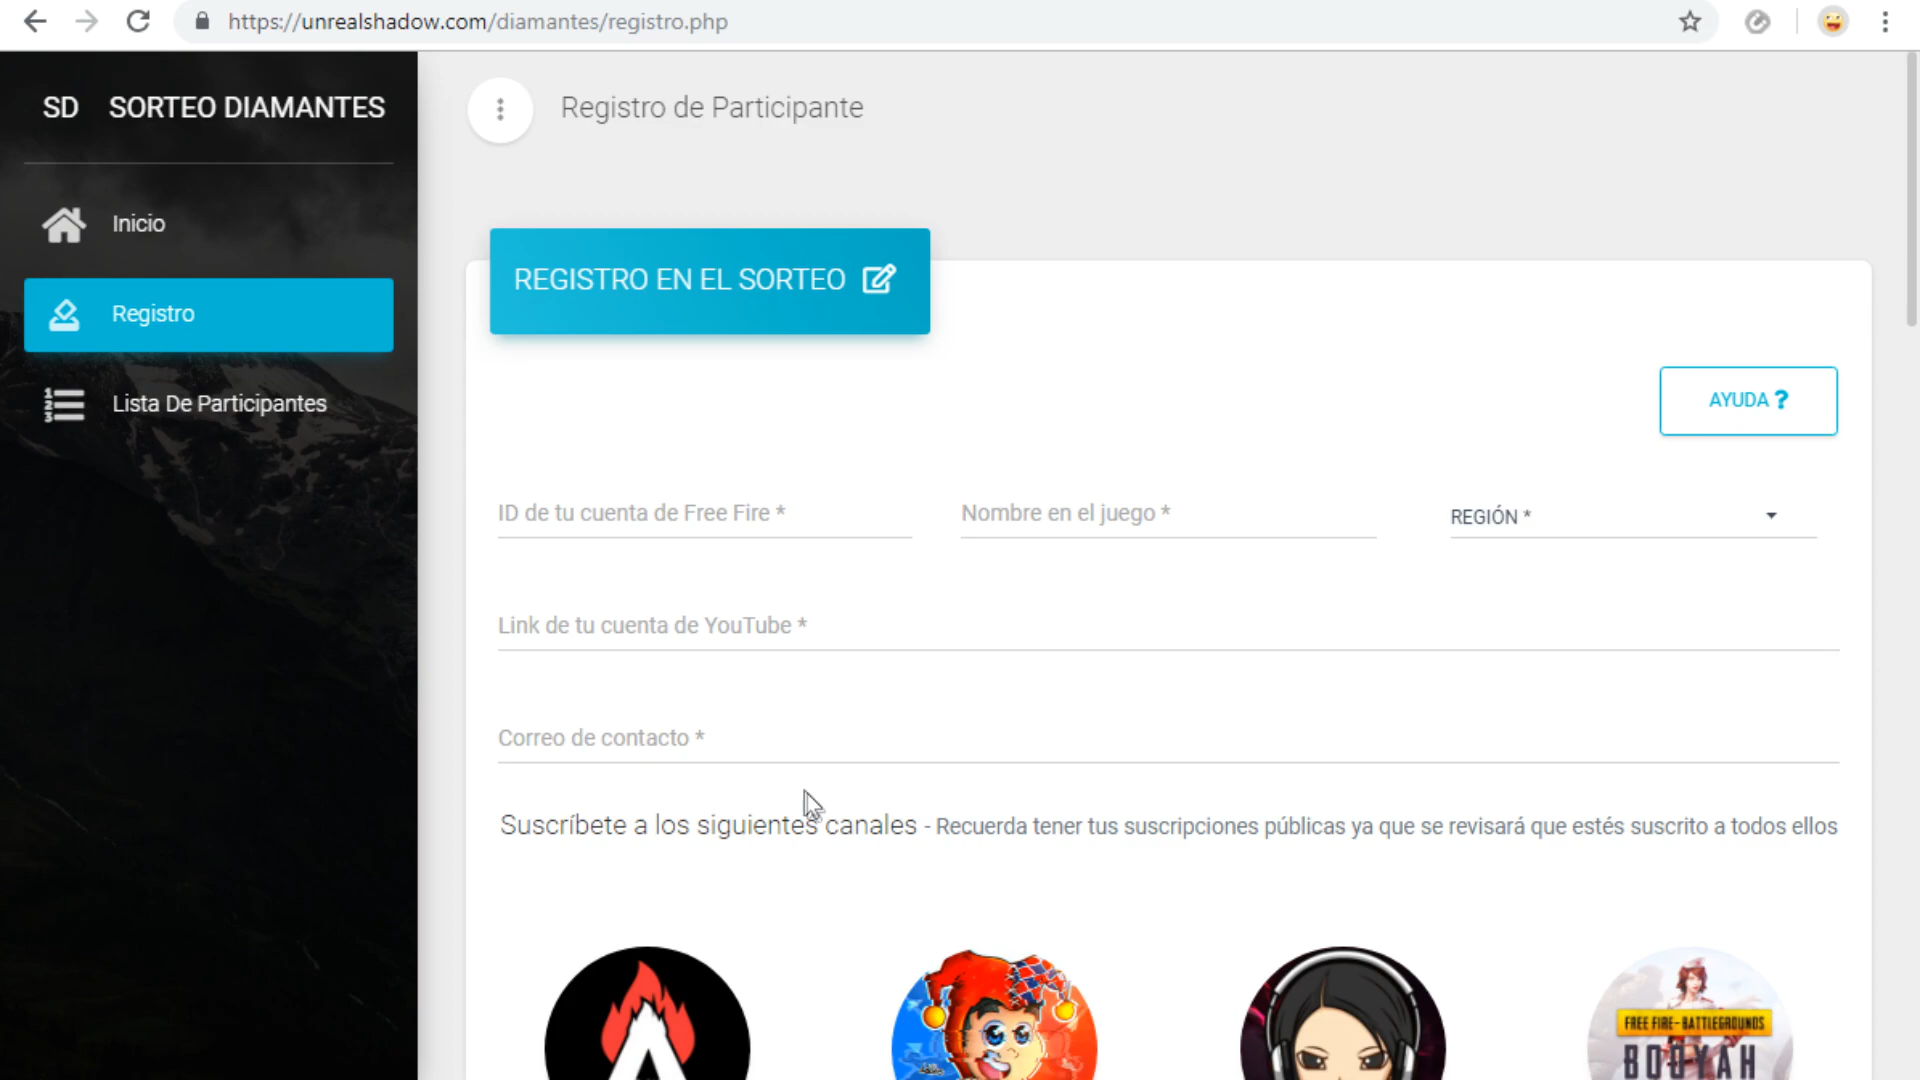 https://unrealshadow.com/diamantes/registro.php
SD SORTEO DIAMANTES
Inicio
Registro
Lista De Participantes
Registro de Participante
REGISTRO EN EL SORTEO
AYUDA ?
ID de tu cuenta de Free Fire *
Nombre en el juego *
REGIÓN *
Link de tu cuenta de YouTube *
Correo de contacto *
Suscríbete a los siguientes canales - Recuerda tener tus suscripciones públicas ya que se revisará que estés suscrito a todos ellos
FREE FIRE-BATTLEGROUNDS
BOOYAH